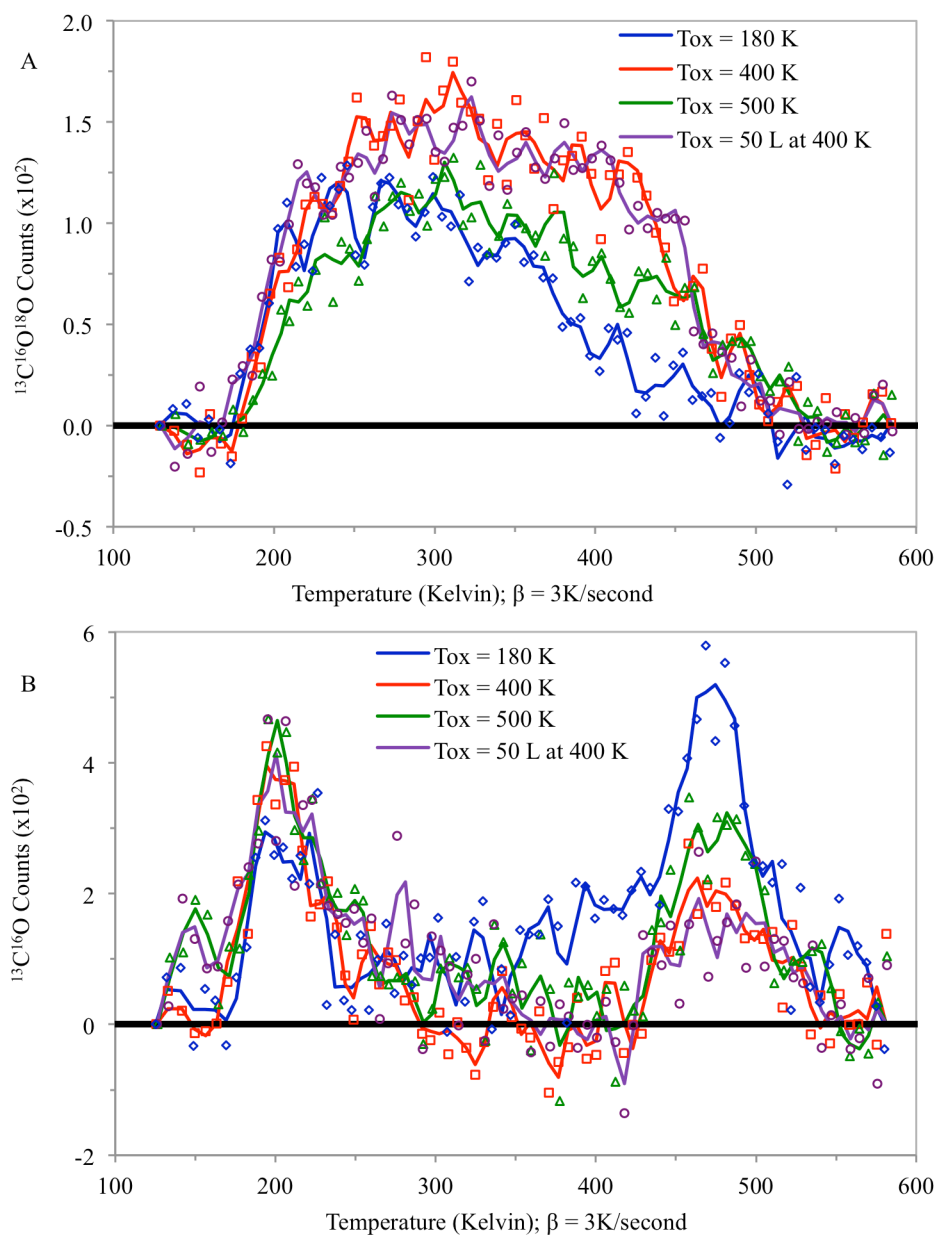 A
2.0
1.5
1.0
0.5
0.0
-0.5
¹³C¹⁶O¹⁸O Counts (x10²)
Tox = 180 K
Tox = 400 K
Tox = 500 K
Tox = 50 L at 400 K
100 200 300 400 500 600
Temperature (Kelvin); β = 3K/second
B
6
4
2
0
-2
¹³C¹⁶O Counts (x10²)
Tox = 180 K
Tox = 400 K
Tox = 500 K
Tox = 50 L at 400 K
100 200 300 400 500 600
Temperature (Kelvin); β = 3K/second